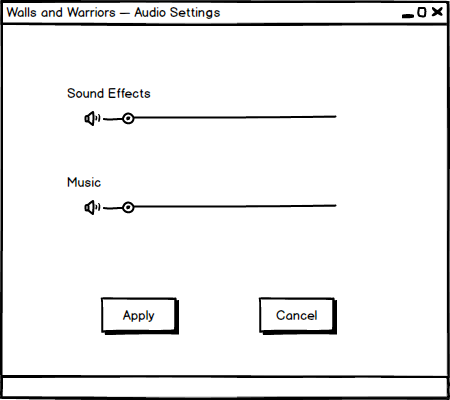 Walls and Warriors — Audio Settings
Sound Effects
Music
Apply
Cancel